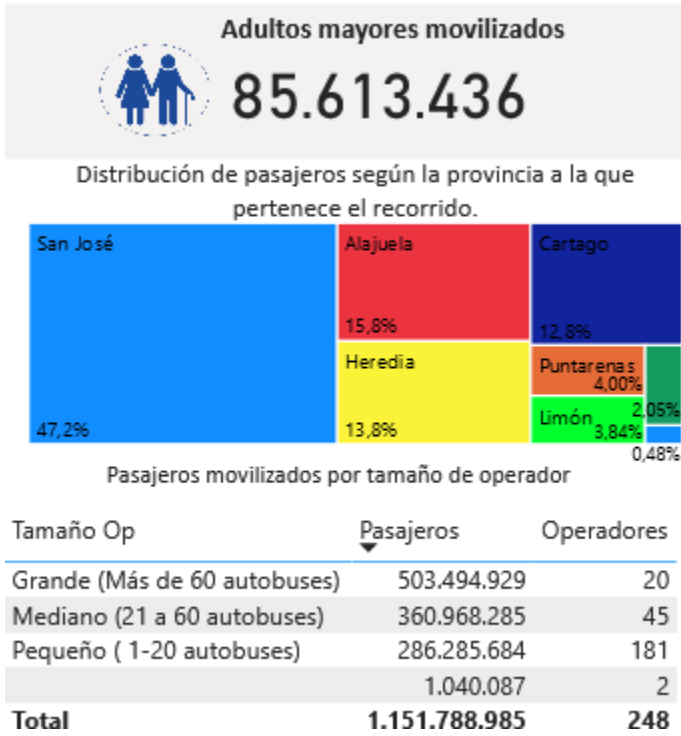 Adultos mayores movilizados
85.613.436
Distribución de pasajeros según la provincia a la que
pertenece el recorrido.
San José
47,2%
Alajuela
15,8%
Heredia
13,8%
Cartago
12,8%
Puntarenas
4,00%
Limón
3,84%
2,05%
0,48%
Pasajeros movilizados por tamaño de operador
Tamaño Op Pasajeros Operadores
Grande (Más de 60 autobuses) 503.494.929 20
Mediano (21 a 60 autobuses) 360.968.285 45
Pequeño ( 1-20 autobuses) 286.285.684 181
1.040.087 2
Total 1.151.788.985 248